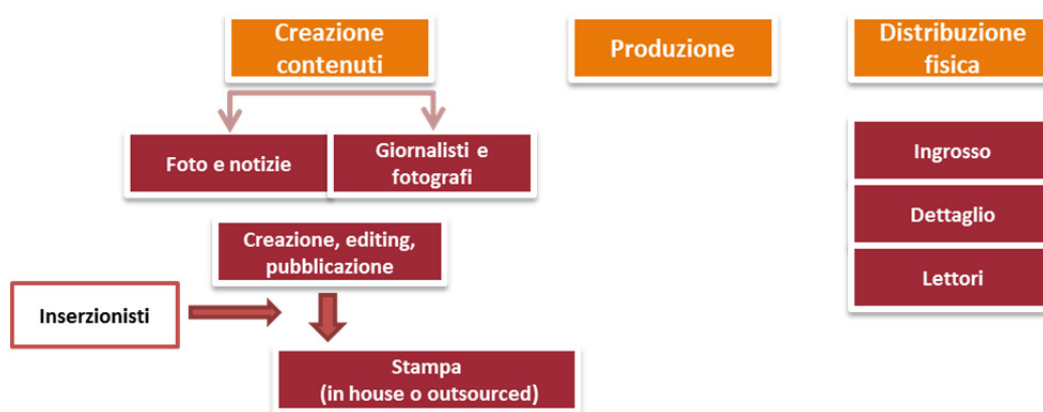 Creazione
contenuti
Produzione
Distribuzione
fisica
Foto e notizie
Giornalisti e
fotografi
Ingrosso
Dettaglio
Lettori
Creazione, editing,
pubblicazione
Inserzionisti
Stampa
(in house o outsourced)